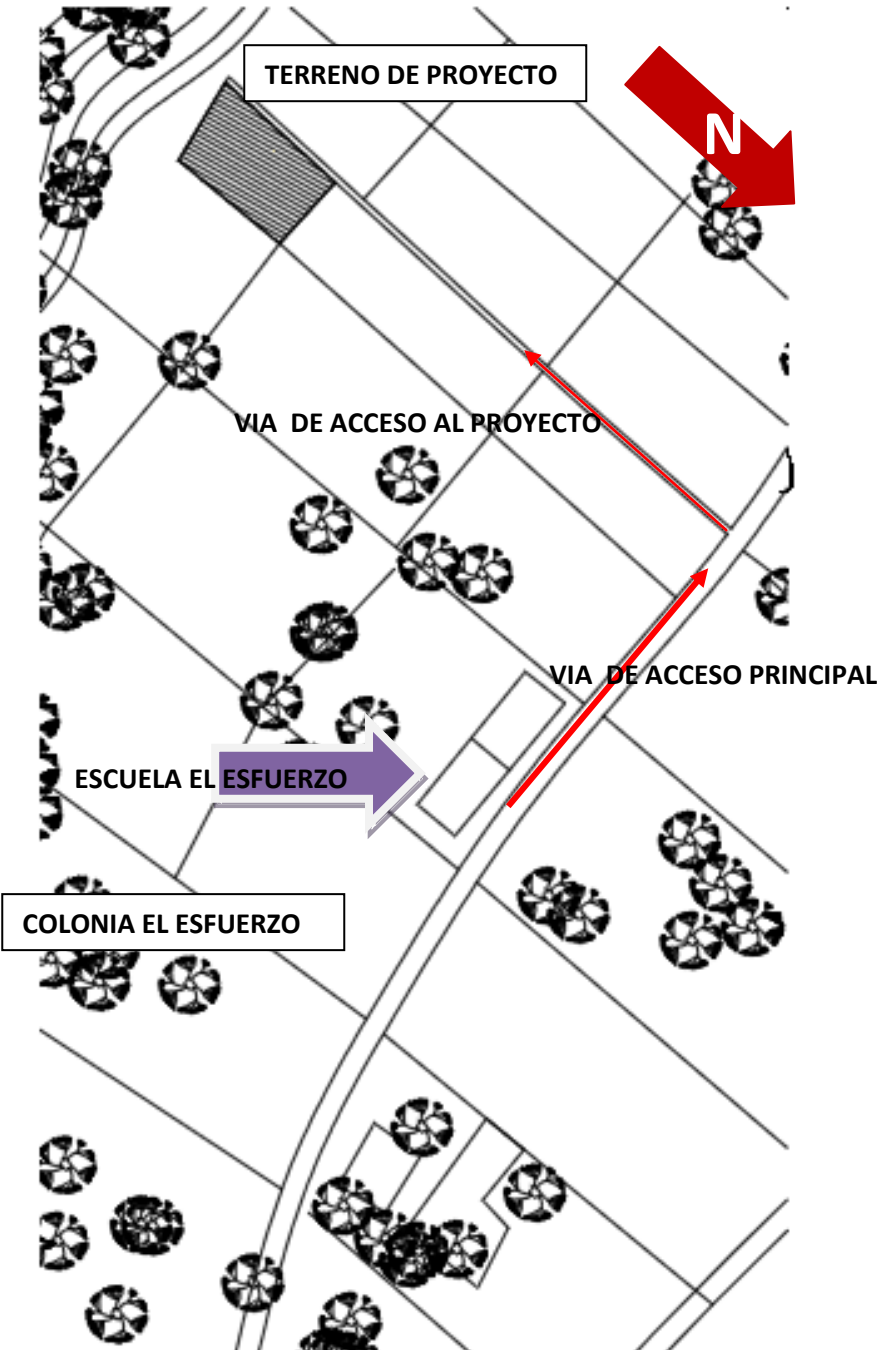 TERRENO DE PROYECTO
N
VIA DE ACCESO AL PROYECTO
VIA DE ACCESO PRINCIPAL
ESCUELA EL ESFUERZO
COLONIA EL ESFUERZO